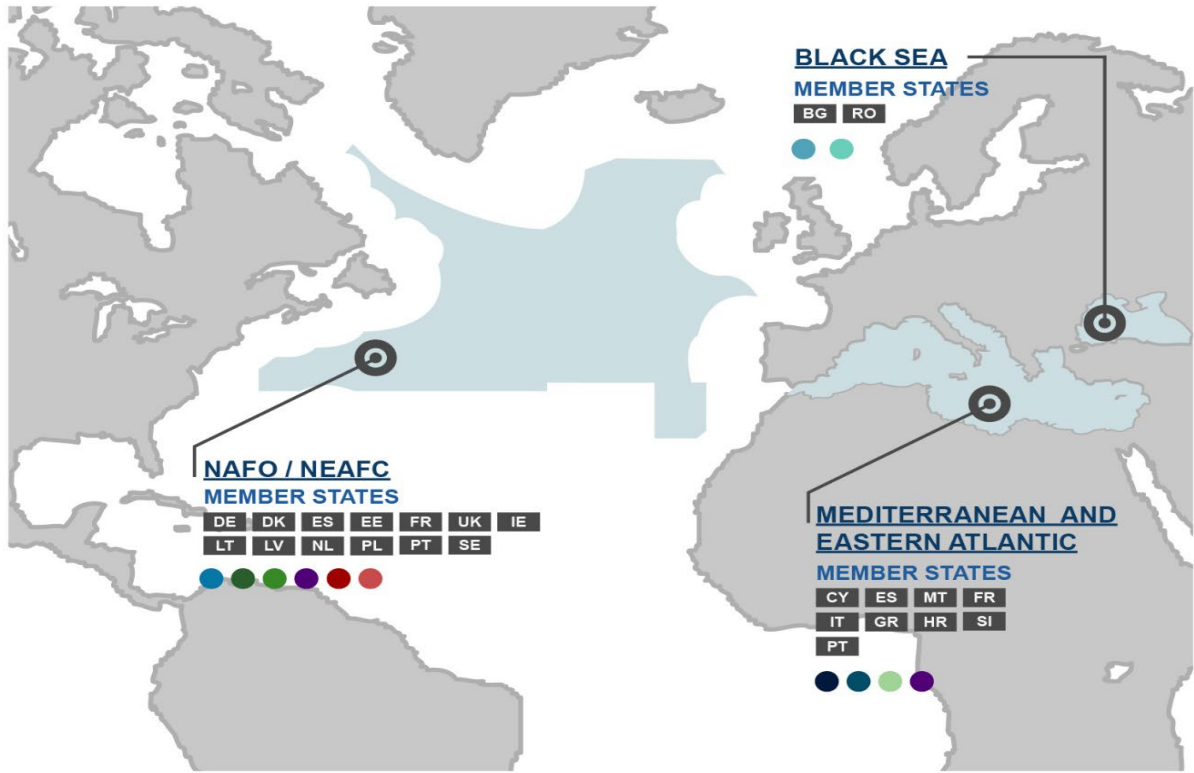 BLACK SEA
MEMBER STATES
BG RO
NAFO / NEAFC
MEMBER STATES
DE DK ES EE FR UK IE
LT LV NL PL PT SE
MEDITERRANEAN AND
EASTERN ATLANTIC
MEMBER STATES
CY ES MT FR
IT GR HR SI
PT